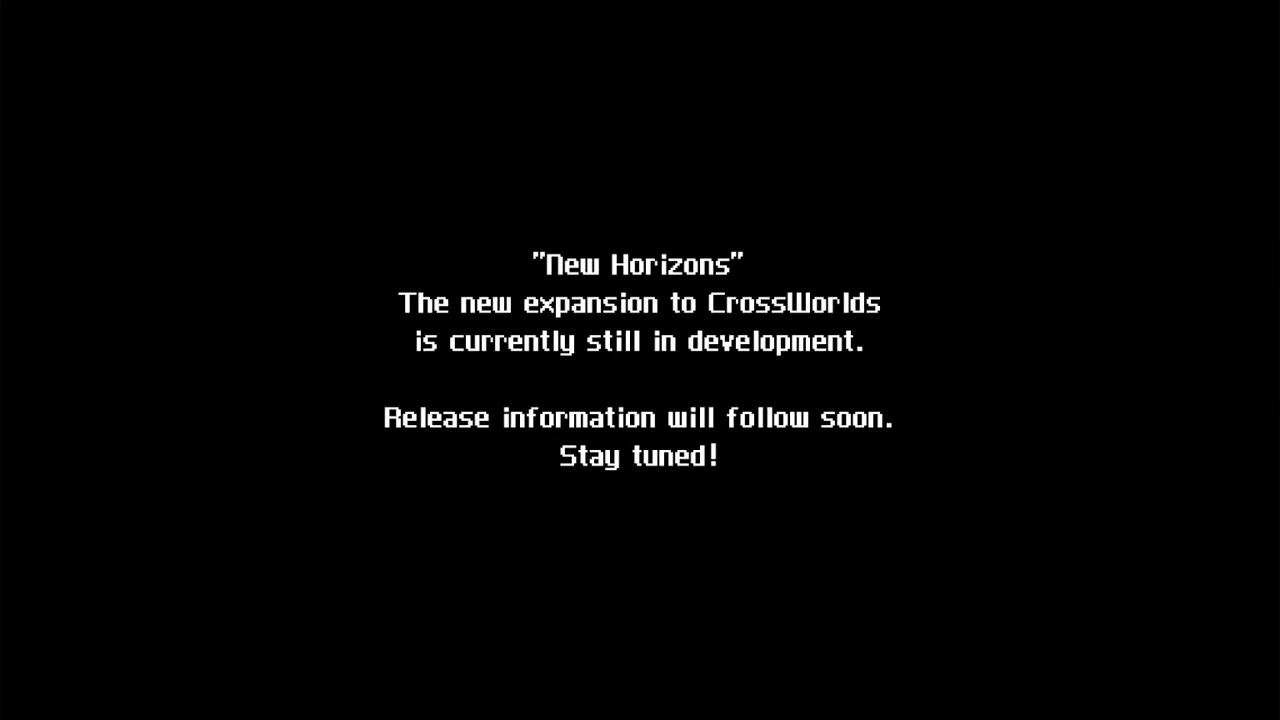 "New Horizons"
The new expansion to CrossWorlds
is currently still in development.
Release information will follow soon.
Stay tuned!